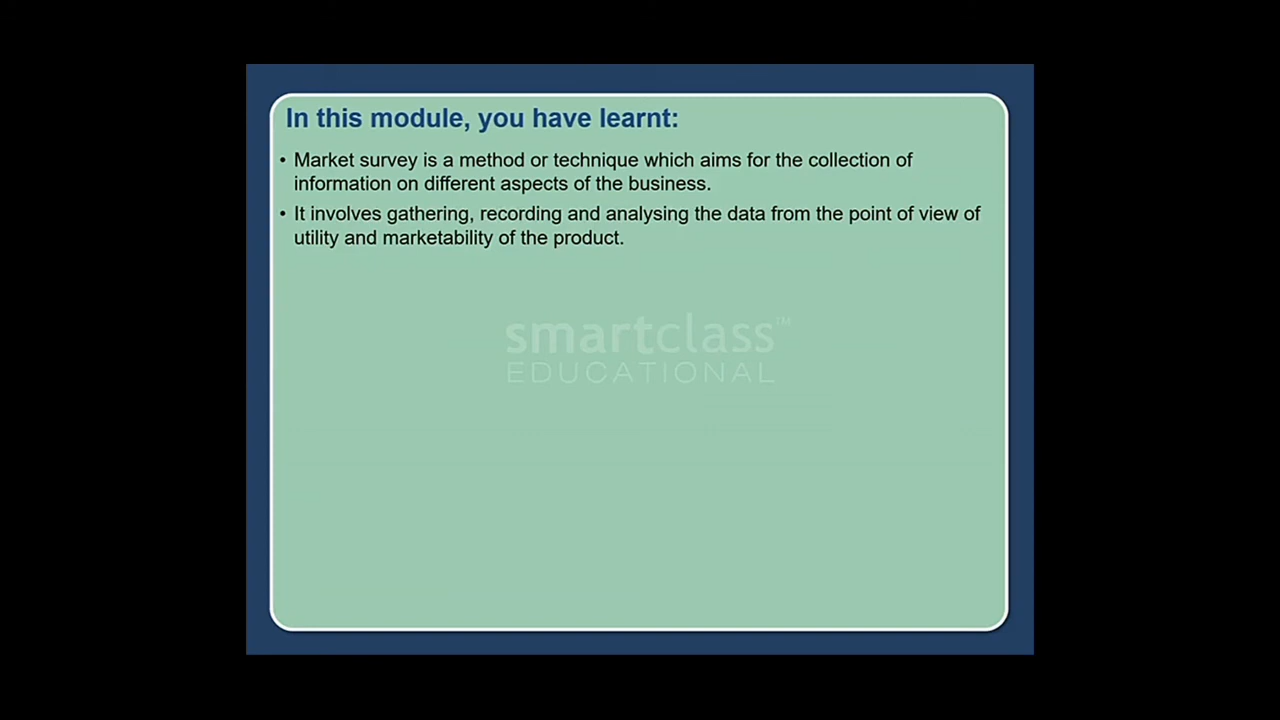 In this module, you have learnt:
• Market survey is a method or technique which aims for the collection of
information on different aspects of the business.
• It involves gathering, recording and analysing the data from the point of view of
utility and marketability of the product.
smartclass™
EDUCATIONAL